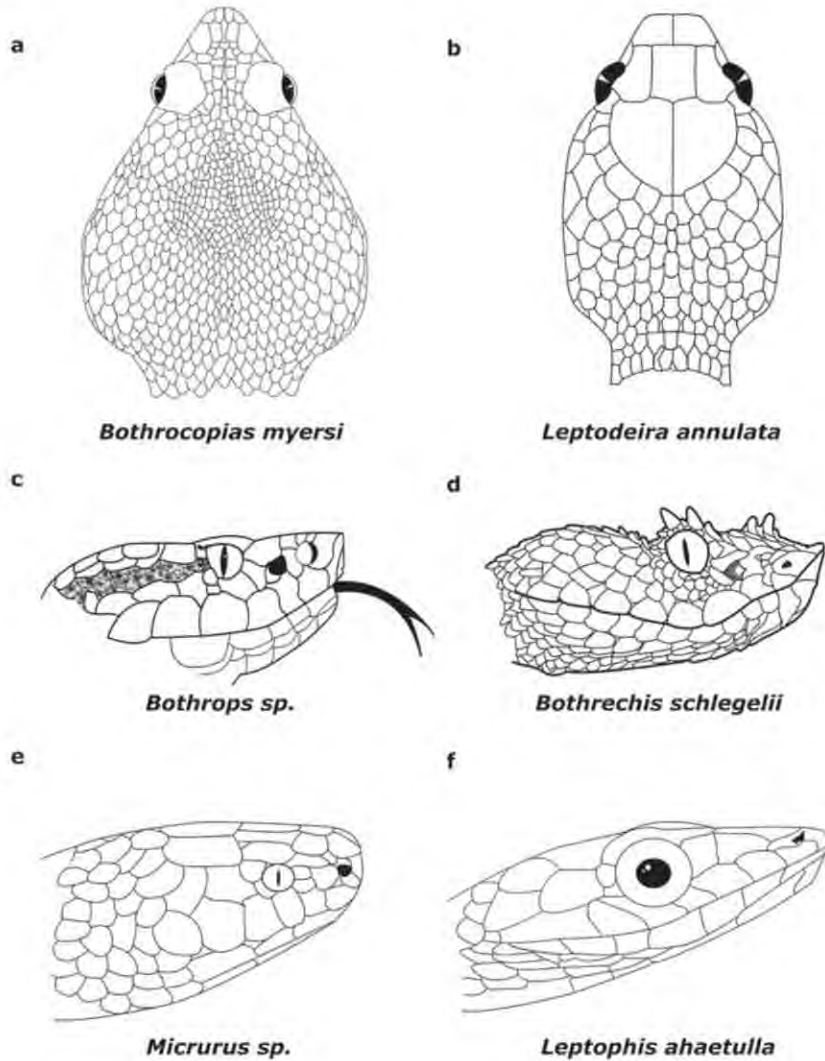 a
b
Bothrocopias myersi
Leptodeira annulata
c
d
Bothrops sp.
Bothrechis schlegelii
e
f
Micrurus sp.
Leptophis ahaetulla